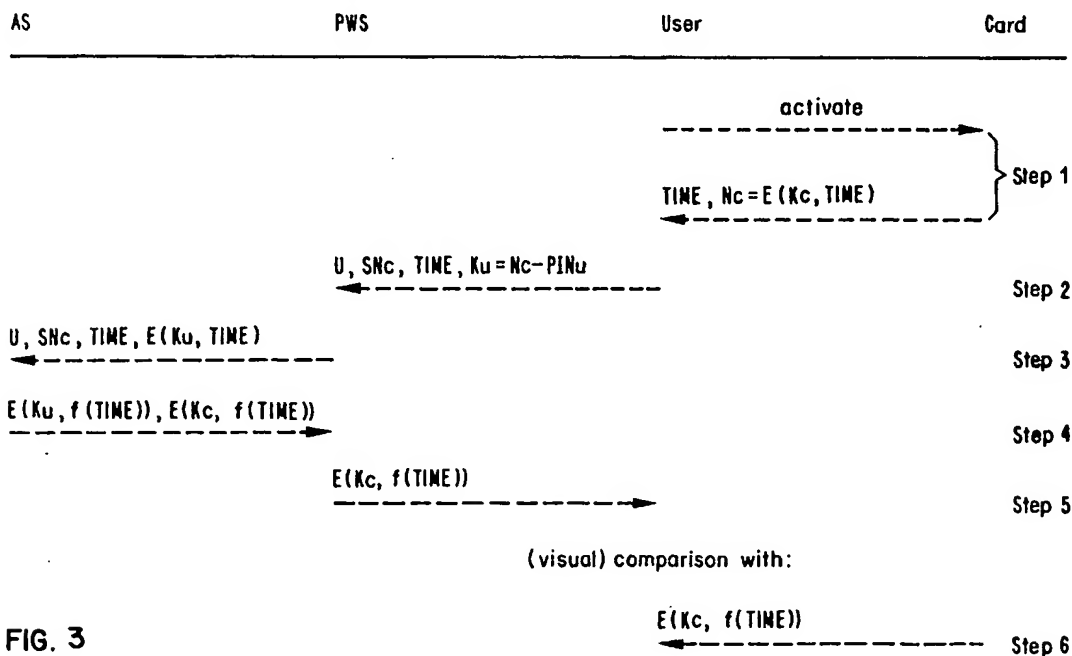 AS PWS User Card
activate
Step 1
TIME, Nc=E(Kc,TIME)
U, SNc, TIME, Ku=Nc-PINu
Step 2
U, SNc, TIME, E(Ku, TIME)
Step 3
E(Ku, f(TIME)), E(Kc, f(TIME))
Step 4
E(Kc, f(TIME))
Step 5
(visual) comparison with:
E(Kc, f(TIME))
FIG. 3
Step 6